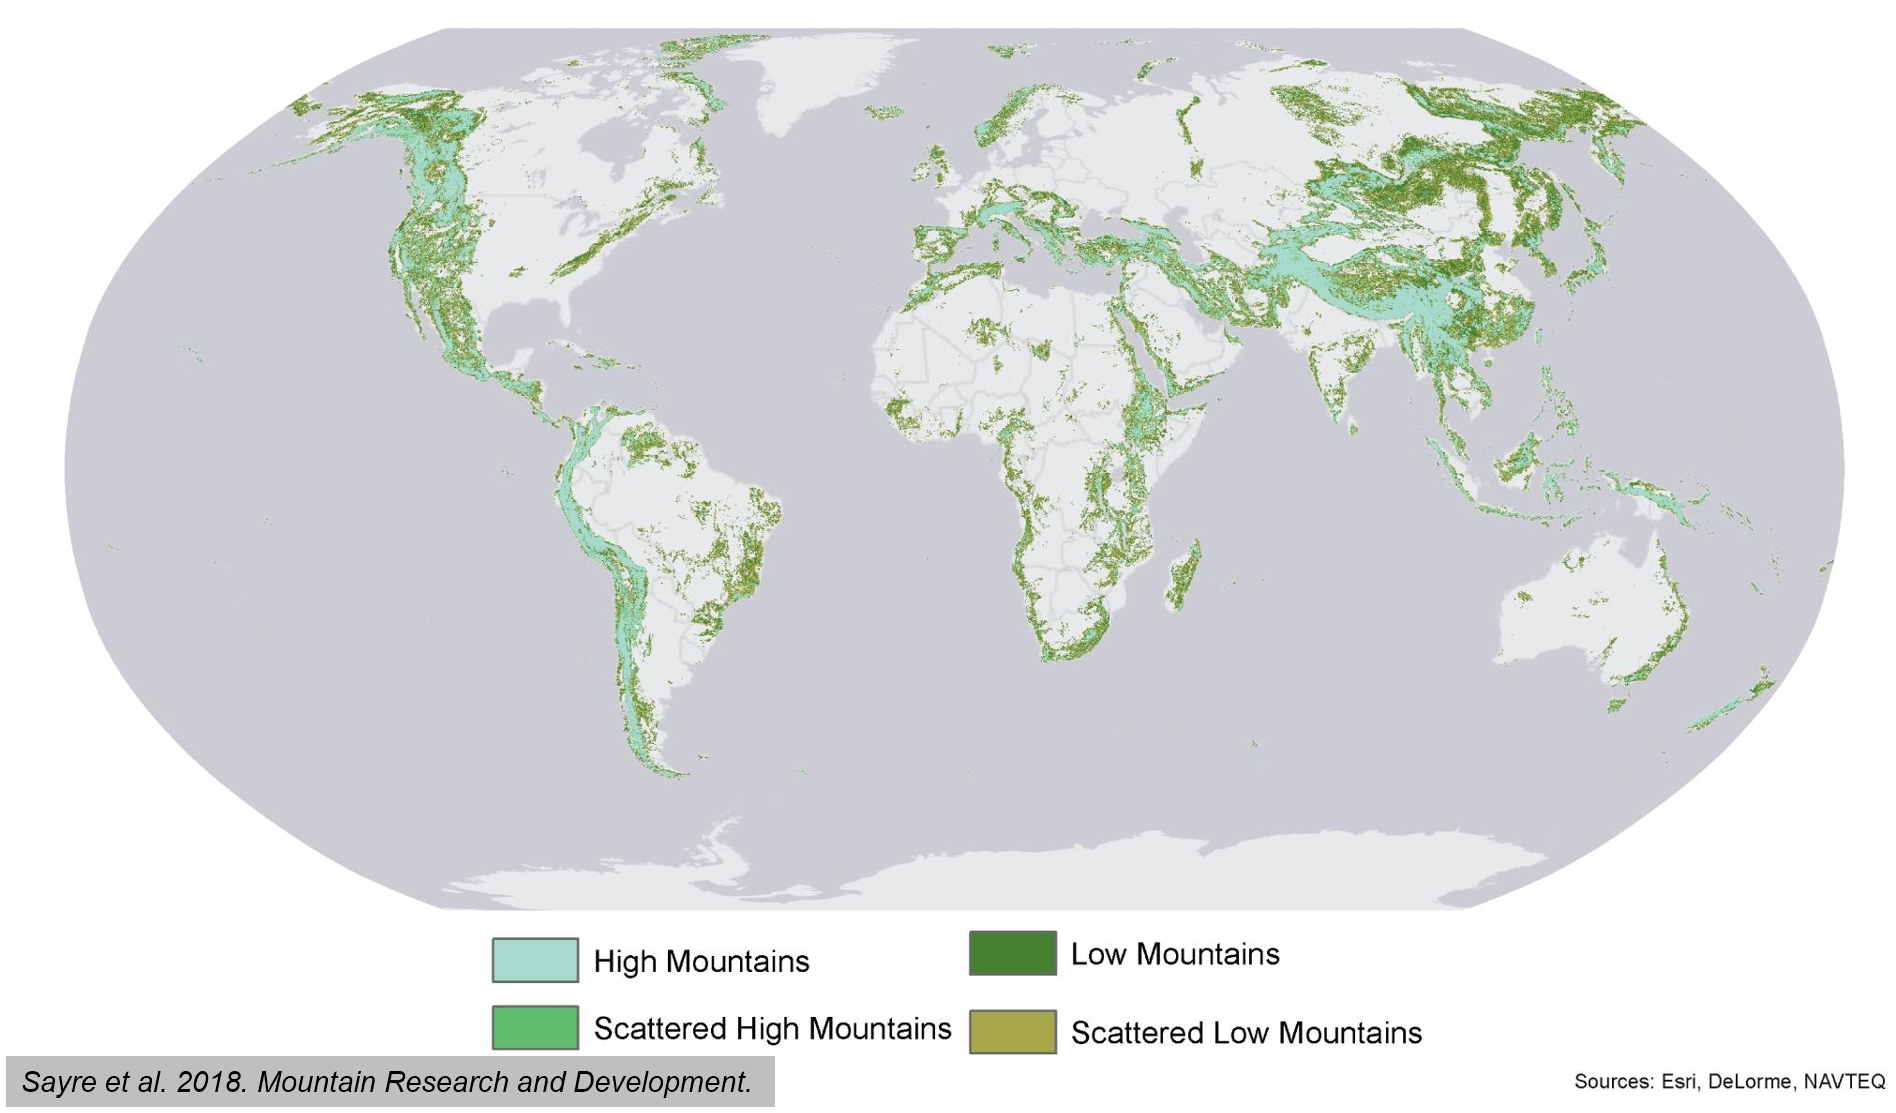 High Mountains
Low Mountains
Scattered High Mountains
Scattered Low Mountains
Sayre et al. 2018. Mountain Research and Development.
Sources: Esri, DeLorme, NAVTEQ